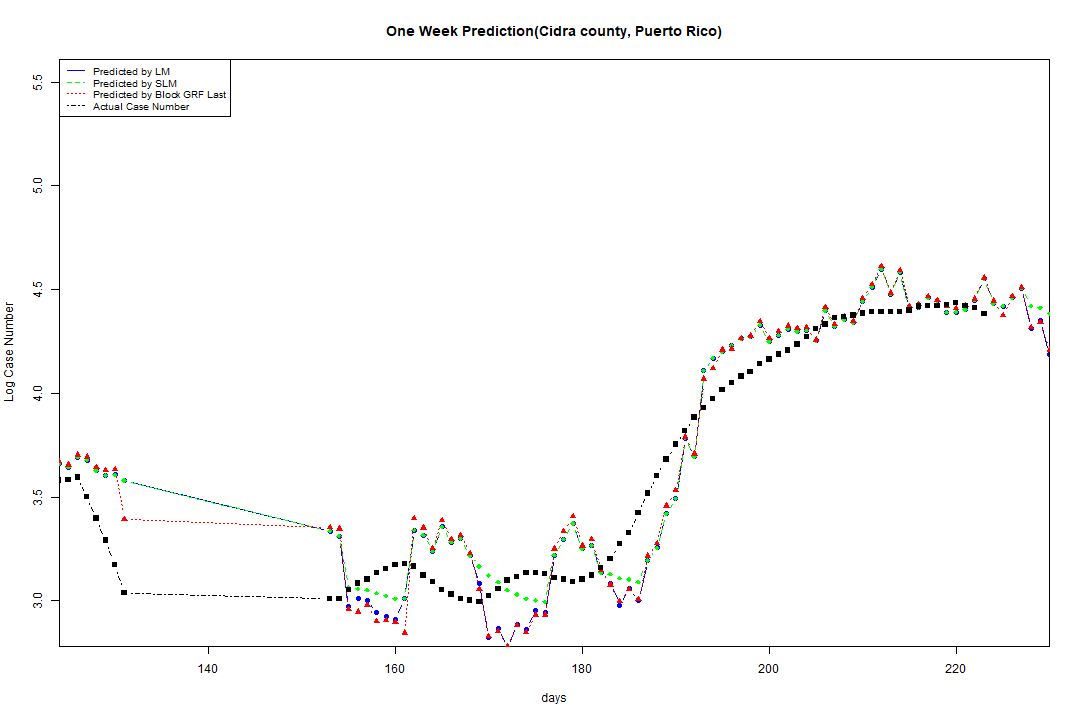 One Week Prediction(Cidra county, Puerto Rico)
Predicted by LM
Predicted by SLM
Predicted by Block GRF Last
Actual Case Number
5.5
5.0
4.5
4.0
3.5
3.0
Log Case Number
140 160 180 200 220
days